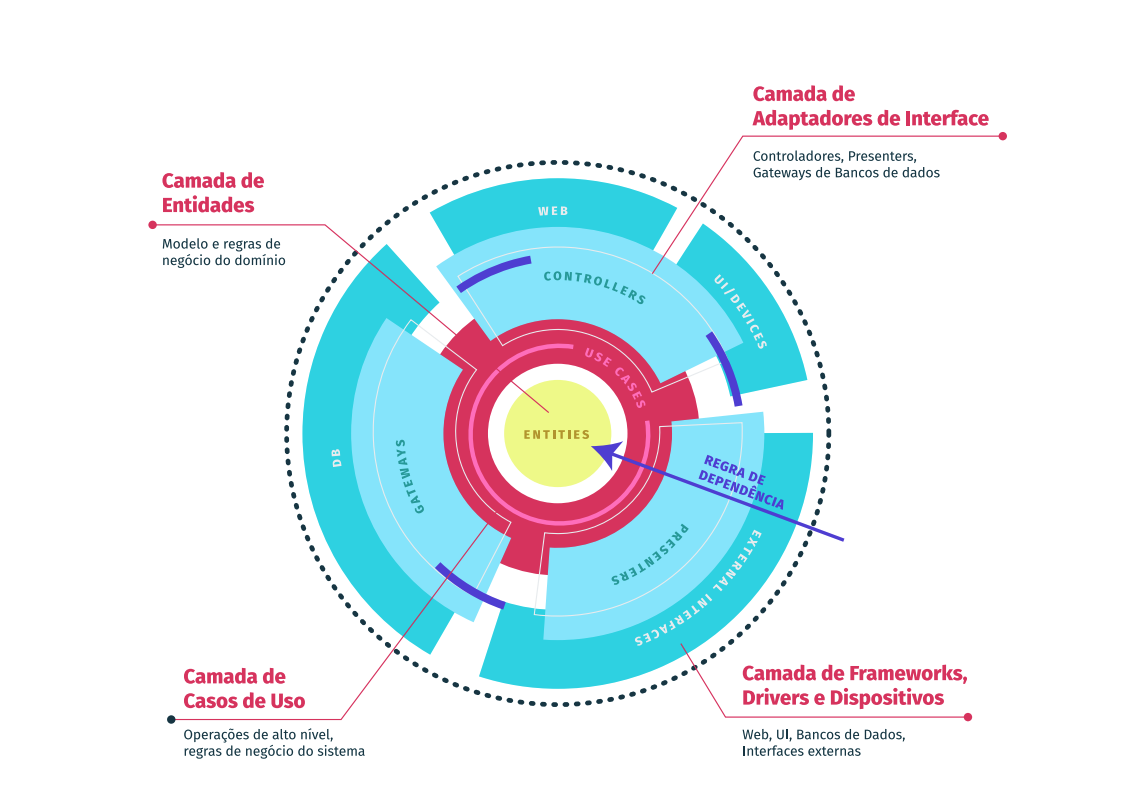 Camada de
Adaptadores de Interface
Controladores, Presenters,
Gateways de Bancos de dados
Camada de
Entidades
Modelo e regras de
negócio do domínio
WEB
CONTROLLERS
UI/DEVICES
USE CASES
ENTITIES
DB
GATEWAYS
REGRA DE
DEPENDÊNCIA
PRESENTERS
EXTERNAL INTERFACES
Camada de
Casos de Uso
Operações de alto nível,
regras de negócio do sistema
Camada de Frameworks,
Drivers e Dispositivos
Web, UI, Bancos de Dados,
Interfaces externas